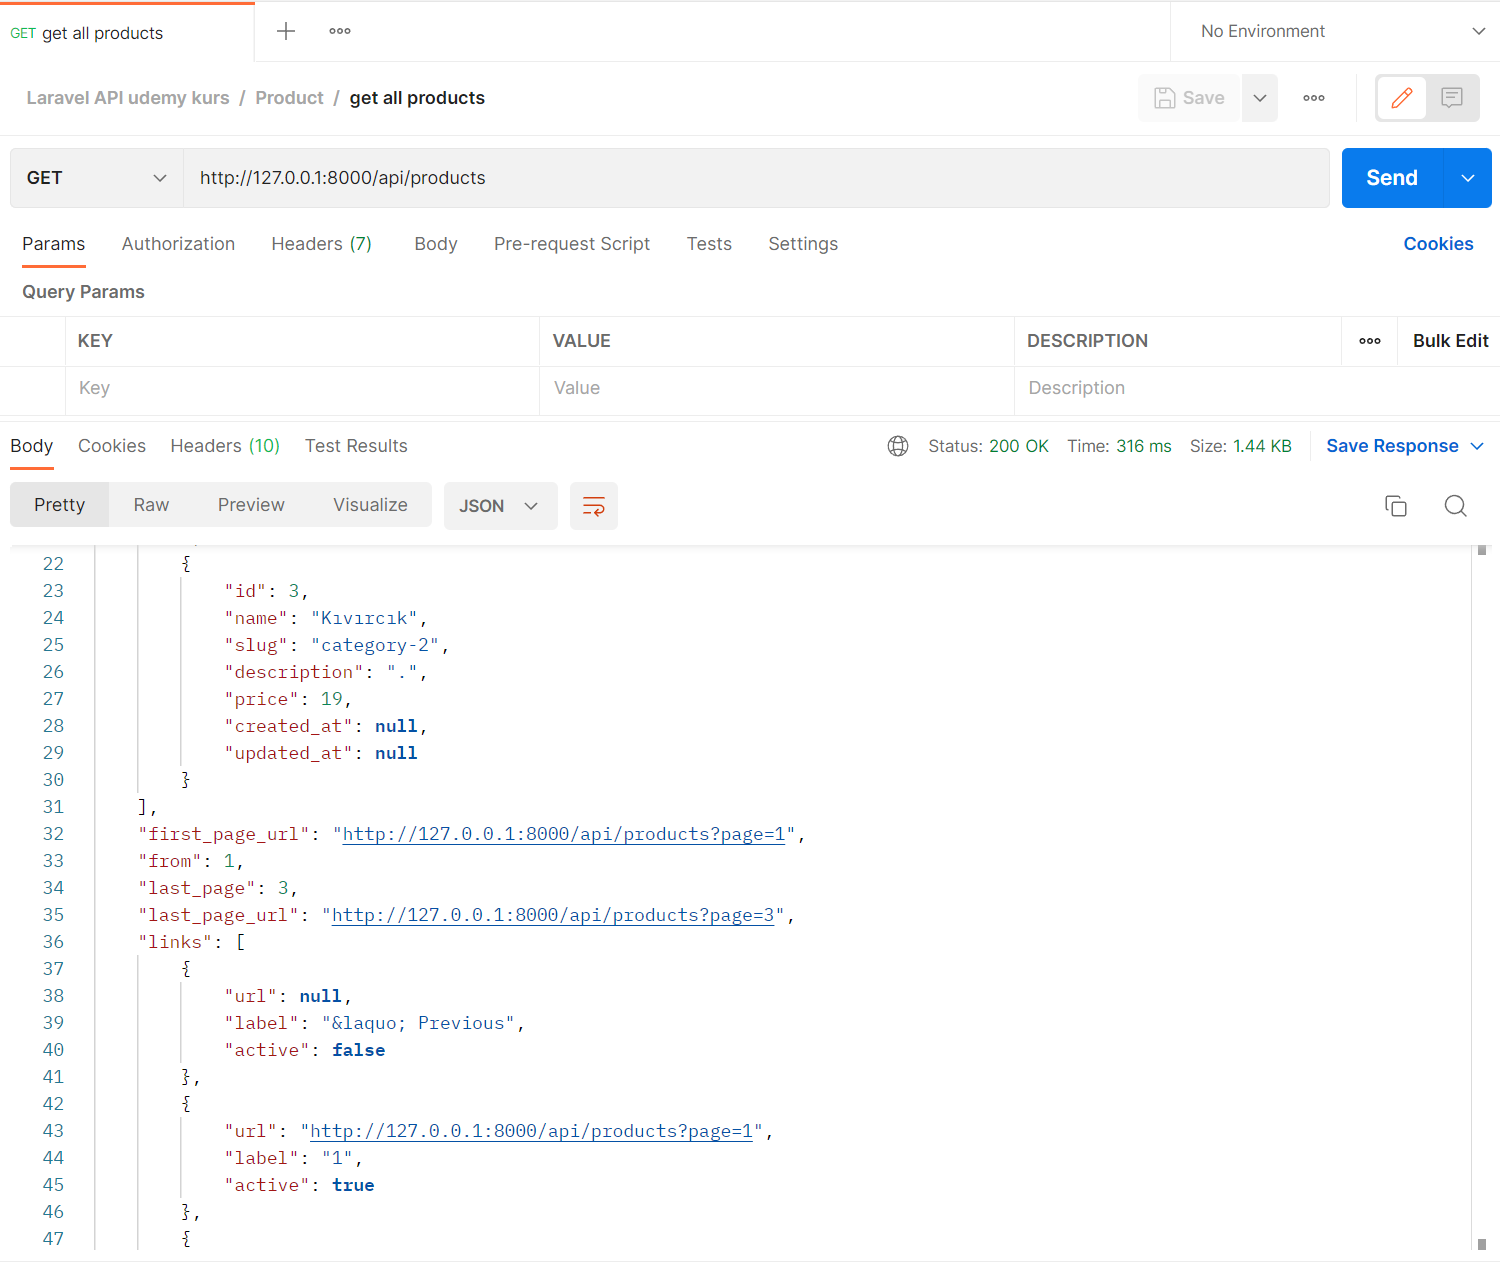 GET get all products
No Environment
Laravel API udemy kurs / Product / get all products
Save
GET http://127.0.0.1:8000/api/products Send
Params Authorization Headers (7) Body Pre-request Script Tests Settings Cookies
Query Params
KEY VALUE DESCRIPTION Bulk Edit
Key Value Description
Body Cookies Headers (10) Test Results Status: 200 OK Time: 316 ms Size: 1.44 KB Save Response
Pretty Raw Preview Visualize JSON
22 {
23 "id": 3,
24 "name": "Kıvırcık",
25 "slug": "category-2",
26 "description": ".",
27 "price": 19,
28 "created_at": null,
29 "updated_at": null
30 }
31 ],
32 "first_page_url": "http://127.0.0.1:8000/api/products?page=1",
33 "from": 1,
34 "last_page": 3,
35 "last_page_url": "http://127.0.0.1:8000/api/products?page=3",
36 "links": [
37 {
38 "url": null,
39 "label": "&laquo; Previous",
40 "active": false
41 },
42 {
43 "url": "http://127.0.0.1:8000/api/products?page=1",
44 "label": "1",
45 "active": true
46 },
47 {